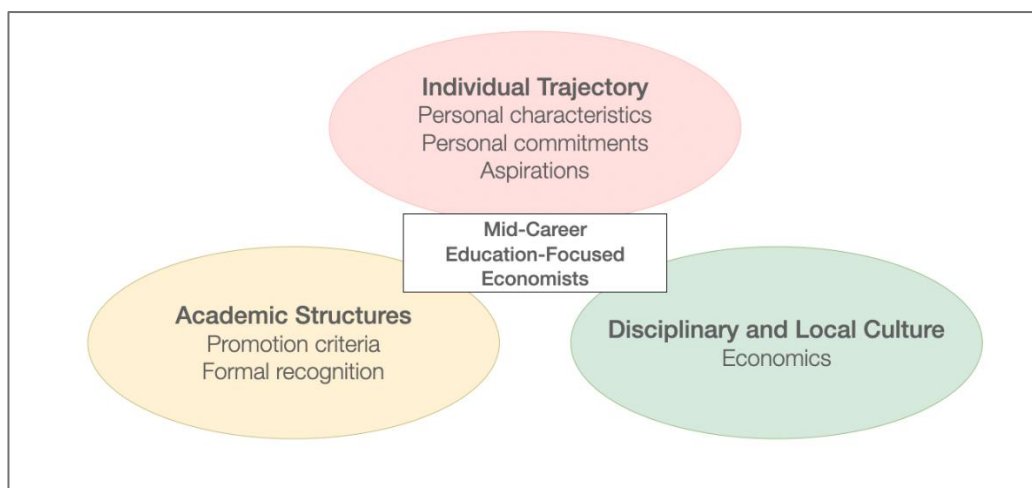 Individual Trajectory
Personal characteristics
Personal commitments
Aspirations
Mid-Career
Education-Focused
Economists
Academic Structures
Promotion criteria
Formal recognition
Disciplinary and Local Culture
Economics